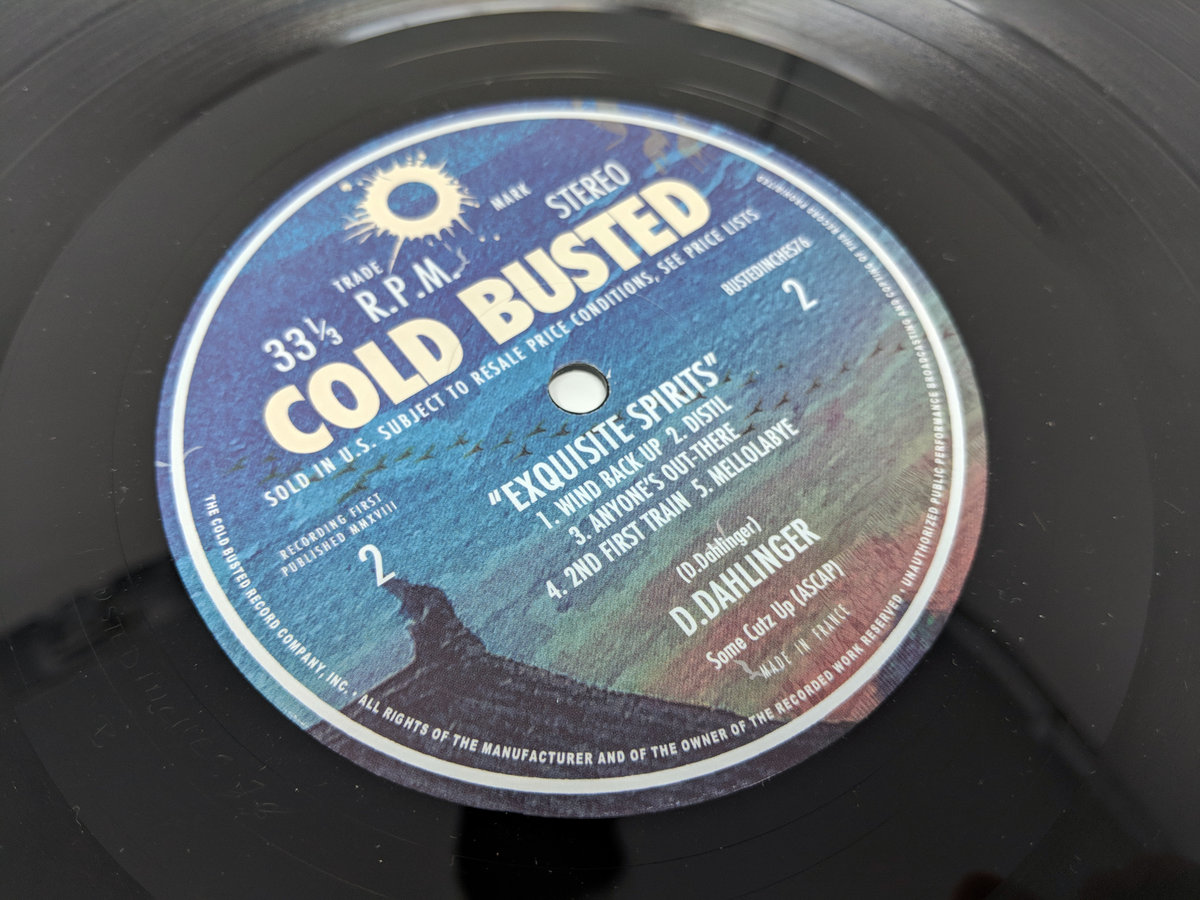 MARK
STEREO
TRADE
33⅓ R.P.M.
COLD BUSTED
SOLD IN U.S. SUBJECT TO RESALE PRICE CONDITIONS, SEE PRICE LISTS
BUSTEDINCHES76
2
RECORDING FIRST
PUBLISHED MMXVIII
2
"EXQUISITE SPIRITS"
1. WIND BACK UP 2. DISTIL
3. ANYONE'S OUT-THERE
4. 2ND FIRST TRAIN 5. MELLOLABYE
(D.Dahlinger)
D.DAHLINGER
Some Cutz Up (ASCAP)
MADE IN FRANCE
THE COLD BUSTED RECORD COMPANY, INC. · ALL RIGHTS OF THE MANUFACTURER AND OF THE OWNER OF THE RECORDED WORK RESERVED · UNAUTHORIZED PUBLIC PERFORMANCE BROADCASTING AND COPYING OF THIS RECORD PROHIBITED